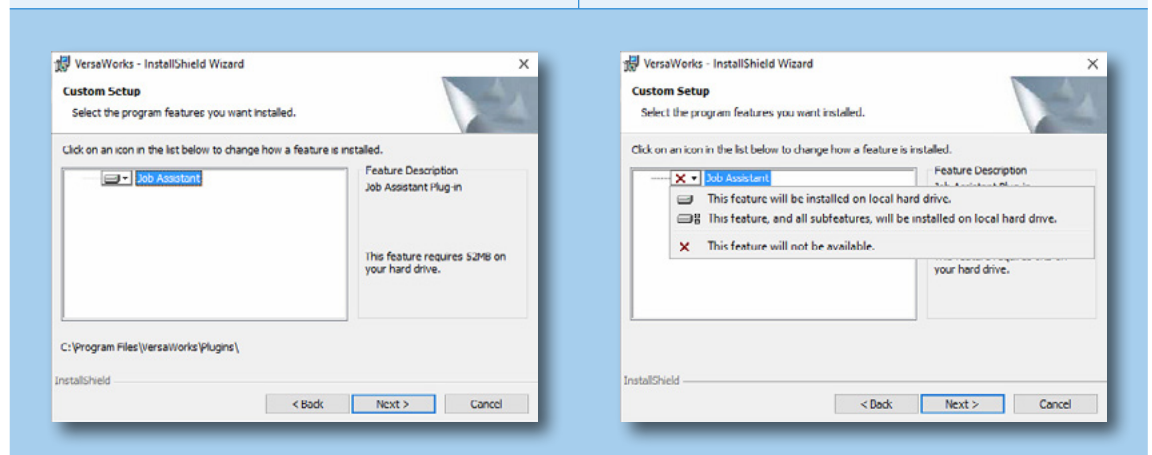 VersaWorks - InstallShield Wizard
Custom Setup
Select the program features you want installed.
Click on an icon in the list below to change how a feature is installed.
Job Assistant
Feature Description
Job Assistant Plug-in
This feature requires 52MB on
your hard drive.
C:\Program Files\VersaWorks\Plugins\
InstallShield
< Back
Next >
Cancel
VersaWorks - InstallShield Wizard
Custom Setup
Select the program features you want installed.
Click on an icon in the list below to change how a feature is installed.
Job Assistant
Feature Description
This feature will be installed on local hard drive.
This feature, and all subfeatures, will be installed on local hard drive.
This feature will not be available.
your hard drive.
InstallShield
< Back
Next >
Cancel